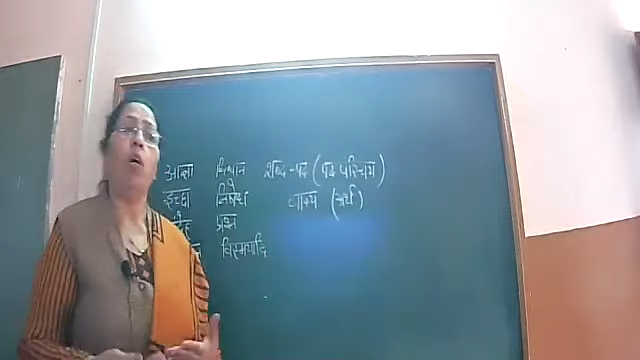 आज्ञा विधान शब्द-पद (पद परिचय)
इच्छा निषेध वाक्य (अर्थ)
प्रश्न
विस्मयादि